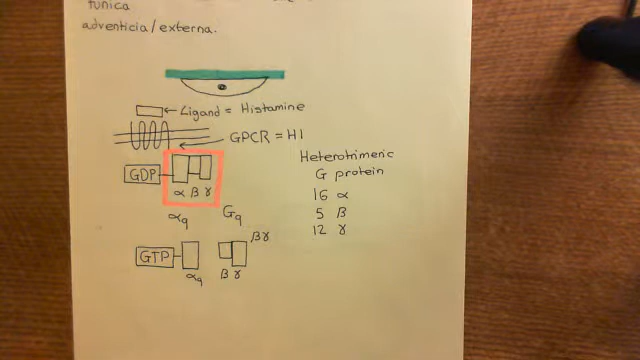 tunica
adventicia/externa.
Ligand = Histamine
GPCR = H1
GDP
α β γ
αq
Gq
Heterotrimeric
G protein
16 α
5 β
12 γ
GTP
αq
β γ
βγ